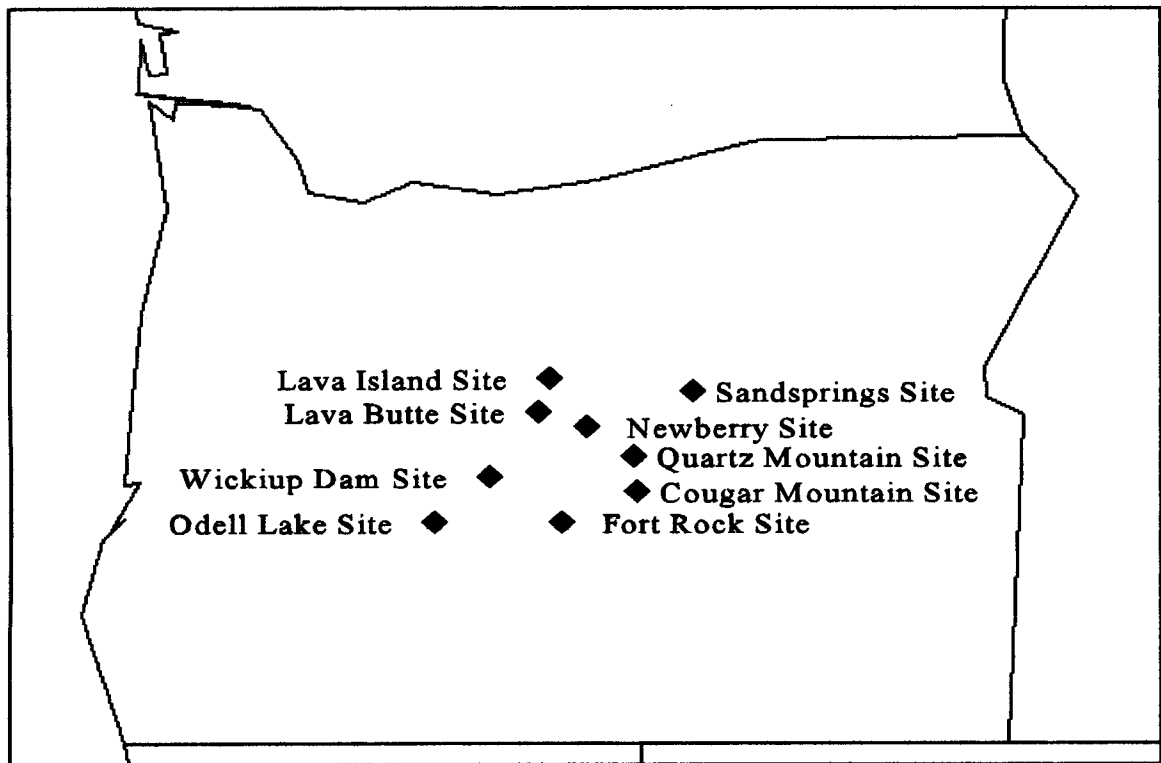 Lava Island Site
Sandsprings Site
Lava Butte Site
Newberry Site
Quartz Mountain Site
Wickiup Dam Site
Cougar Mountain Site
Odell Lake Site
Fort Rock Site